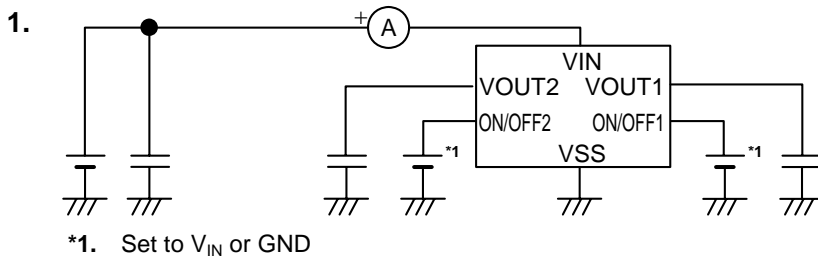 1.
+ A
VIN
VOUT2 VOUT1
ON/OFF2 ON/OFF1
*1 *1
VSS
*1. Set to VIN or GND